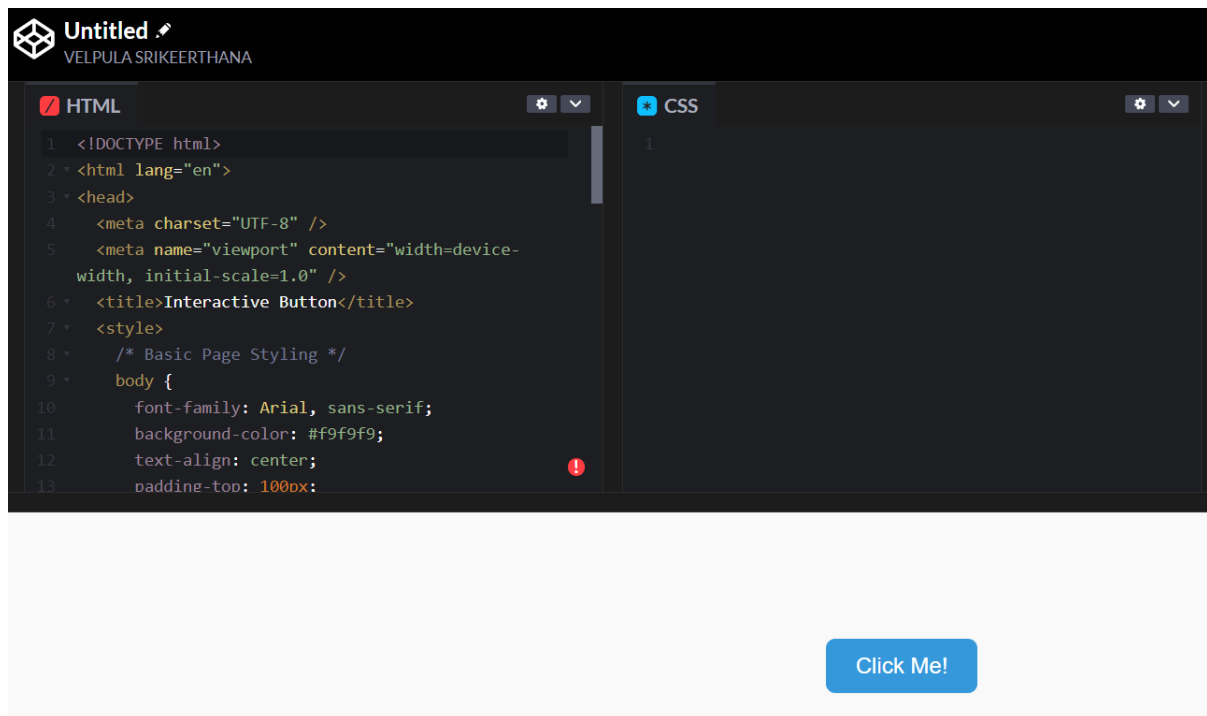 Untitled
VELPULA SRIKEERTHANA
HTML
1 <!DOCTYPE html>
2 <html lang="en">
3 <head>
4 <meta charset="UTF-8" />
5 <meta name="viewport" content="width=device-
width, initial-scale=1.0" />
6 <title>Interactive Button</title>
7 <style>
8 /* Basic Page Styling */
9 body {
10 font-family: Arial, sans-serif;
11 background-color: #f9f9f9;
12 text-align: center;
13 padding-top: 100px;
CSS
1
Click Me!